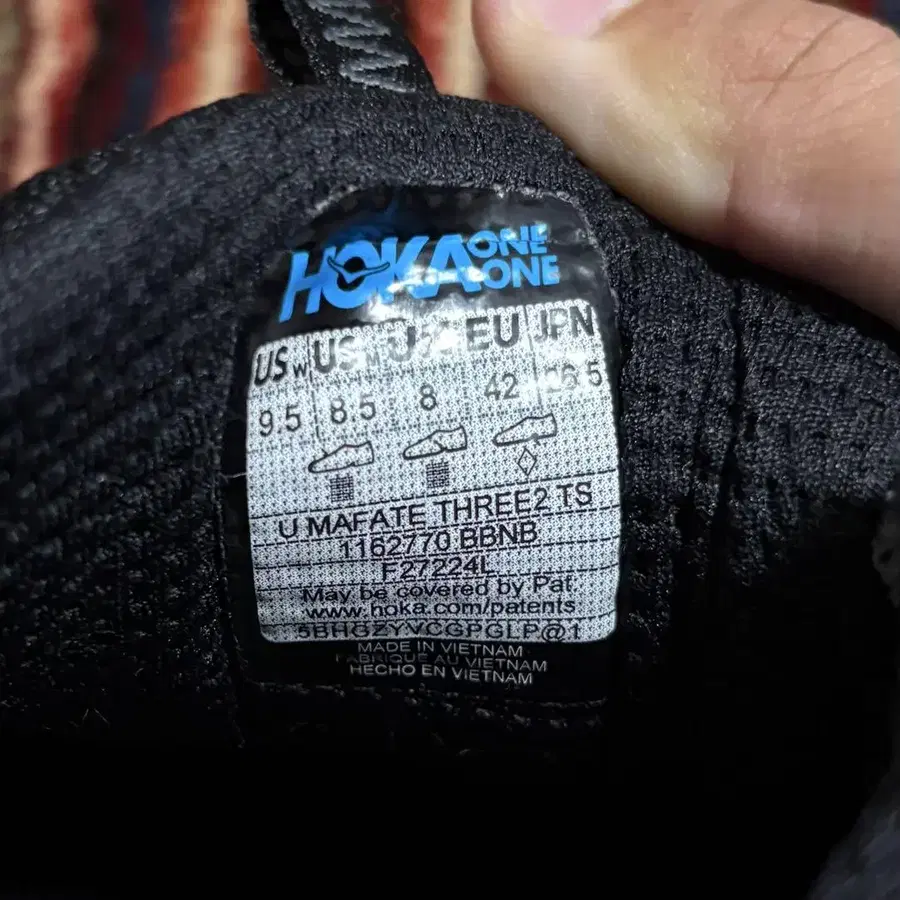 HOKA ONE ONE
US w US UK EU JPN
9.5 8.5 8 42 26.5
U MAFATE THREE2 TS
1162770 BBNB
F27224L
May be covered by Pat.
www.hoka.com/patents
5BHGZYVCGPGLP@1
MADE IN VIETNAM
FABRIQUE AU VIETNAM
HECHO EN VIETNAM